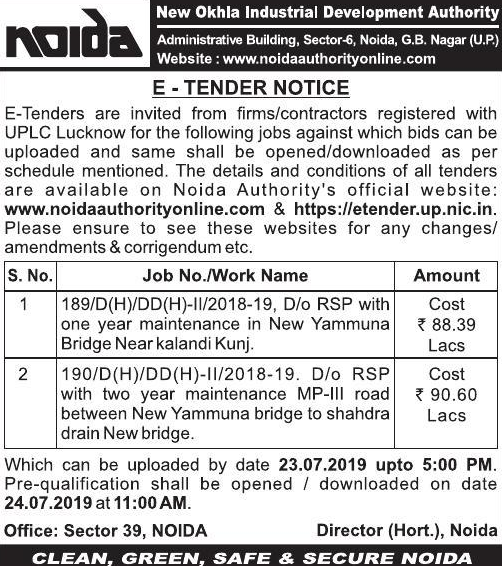 noida
New Okhla Industrial Development Authority
Administrative Building, Sector-6, Noida, G.B. Nagar (U.P.)
Website : www.noidaauthorityonline.com
E - TENDER NOTICE
E-Tenders are invited from firms/contractors registered with
UPLC Lucknow for the following jobs against which bids can be
uploaded and same shall be opened/downloaded as per
schedule mentioned. The details and conditions of all tenders
are available on Noida Authority's official website:
www.noidaauthorityonline.com & https://etender.up.nic.in.
Please ensure to see these websites for any changes/
amendments & corrigendum etc.
S. No. Job No./Work Name Amount
1 189/D(H)/DD(H)-II/2018-19, D/o RSP with Cost
one year maintenance in New Yammuna ₹ 88.39
Bridge Near kalandi Kunj. Lacs
2 190/D(H)/DD(H)-II/2018-19. D/o RSP Cost
with two year maintenance MP-III road ₹ 90.60
between New Yammuna bridge to shahdra Lacs
drain New bridge.
Which can be uploaded by date 23.07.2019 upto 5:00 PM.
Pre-qualification shall be opened / downloaded on date
24.07.2019 at 11:00 AM.
Office: Sector 39, NOIDA Director (Hort.), Noida
CLEAN, GREEN, SAFE & SECURE NOIDA